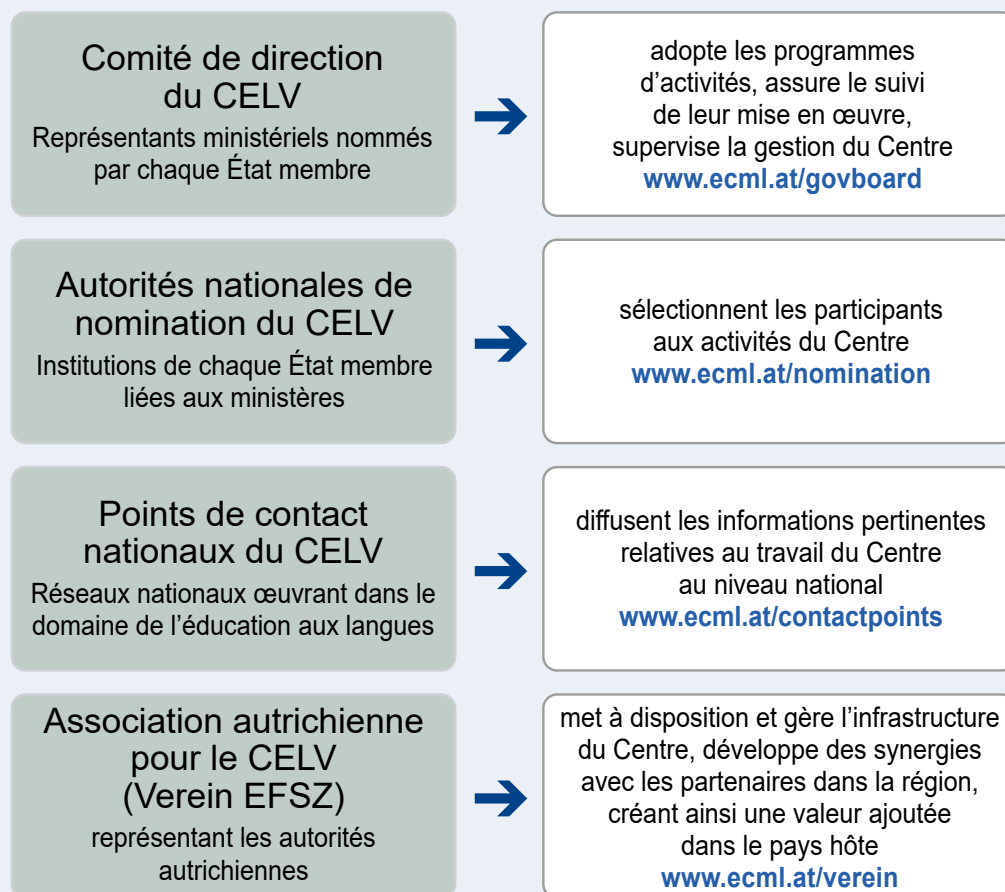 Comité de direction
du CELV
Représentants ministériels nommés
par chaque État membre
adopte les programmes
d’activités, assure le suivi
de leur mise en œuvre,
supervise la gestion du Centre
www.ecml.at/govboard
Autorités nationales de
nomination du CELV
Institutions de chaque État membre
liées aux ministères
sélectionnent les participants
aux activités du Centre
www.ecml.at/nomination
Points de contact
nationaux du CELV
Réseaux nationaux œuvrant dans le
domaine de l’éducation aux langues
diffusent les informations pertinentes
relatives au travail du Centre
au niveau national
www.ecml.at/contactpoints
Association autrichienne
pour le CELV
(Verein EFSZ)
représentant les autorités
autrichiennes
met à disposition et gère l’infrastructure
du Centre, développe des synergies
avec les partenaires dans la région,
créant ainsi une valeur ajoutée
dans le pays hôte
www.ecml.at/verein